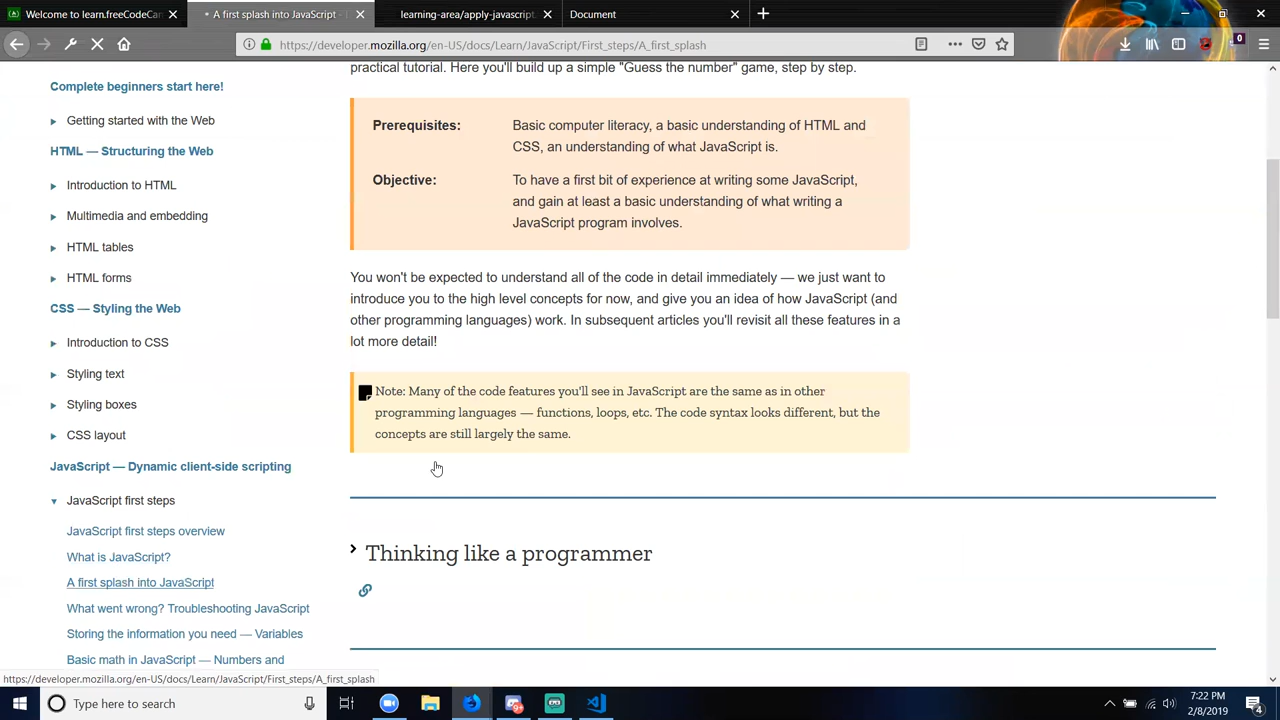 Welcome to learn.freeCodeCam
A first splash into JavaScript -
learning-area/apply-javascript.
Document
https://developer.mozilla.org/en-US/docs/Learn/JavaScript/First_steps/A_first_splash
0
practical tutorial. Here you'll build up a simple "Guess the number" game, step by step.
Complete beginners start here!
Getting started with the Web
HTML — Structuring the Web
Introduction to HTML
Multimedia and embedding
HTML tables
HTML forms
CSS — Styling the Web
Introduction to CSS
Styling text
Styling boxes
CSS layout
JavaScript — Dynamic client-side scripting
JavaScript first steps
JavaScript first steps overview
What is JavaScript?
A first splash into JavaScript
What went wrong? Troubleshooting JavaScript
Storing the information you need — Variables
Basic math in JavaScript — Numbers and
Prerequisites:
Basic computer literacy, a basic understanding of HTML and
CSS, an understanding of what JavaScript is.
Objective:
To have a first bit of experience at writing some JavaScript,
and gain at least a basic understanding of what writing a
JavaScript program involves.
You won't be expected to understand all of the code in detail immediately — we just want to
introduce you to the high level concepts for now, and give you an idea of how JavaScript (and
other programming languages) work. In subsequent articles you'll revisit all these features in a
lot more detail!
Note: Many of the code features you'll see in JavaScript are the same as in other
programming languages — functions, loops, etc. The code syntax looks different, but the
concepts are still largely the same.
Thinking like a programmer
https://developer.mozilla.org/en-US/docs/Learn/JavaScript/First_steps/A_first_splash
Type here to search
7:22 PM
2/8/2019
4